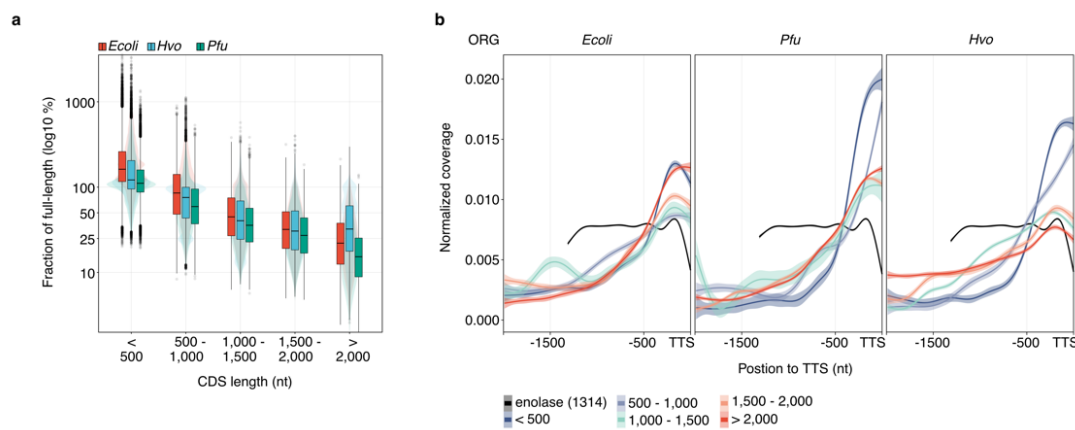 a
Ecoli Hvo Pfu
Fraction of full-length (log10 %)
1000
100
50
25
10
< 500
500 - 1,000
1,000 - 1,500
1,500 - 2,000
> 2,000
CDS length (nt)
b
ORG Ecoli Pfu Hvo
Normalized coverage
0.020
0.015
0.010
0.005
0.000
-1500 -500 TTS -1500 -500 TTS -1500 -500 TTS
Postion to TTS (nt)
enolase (1314) 500 - 1,000 1,500 - 2,000
< 500 1,000 - 1,500 > 2,000